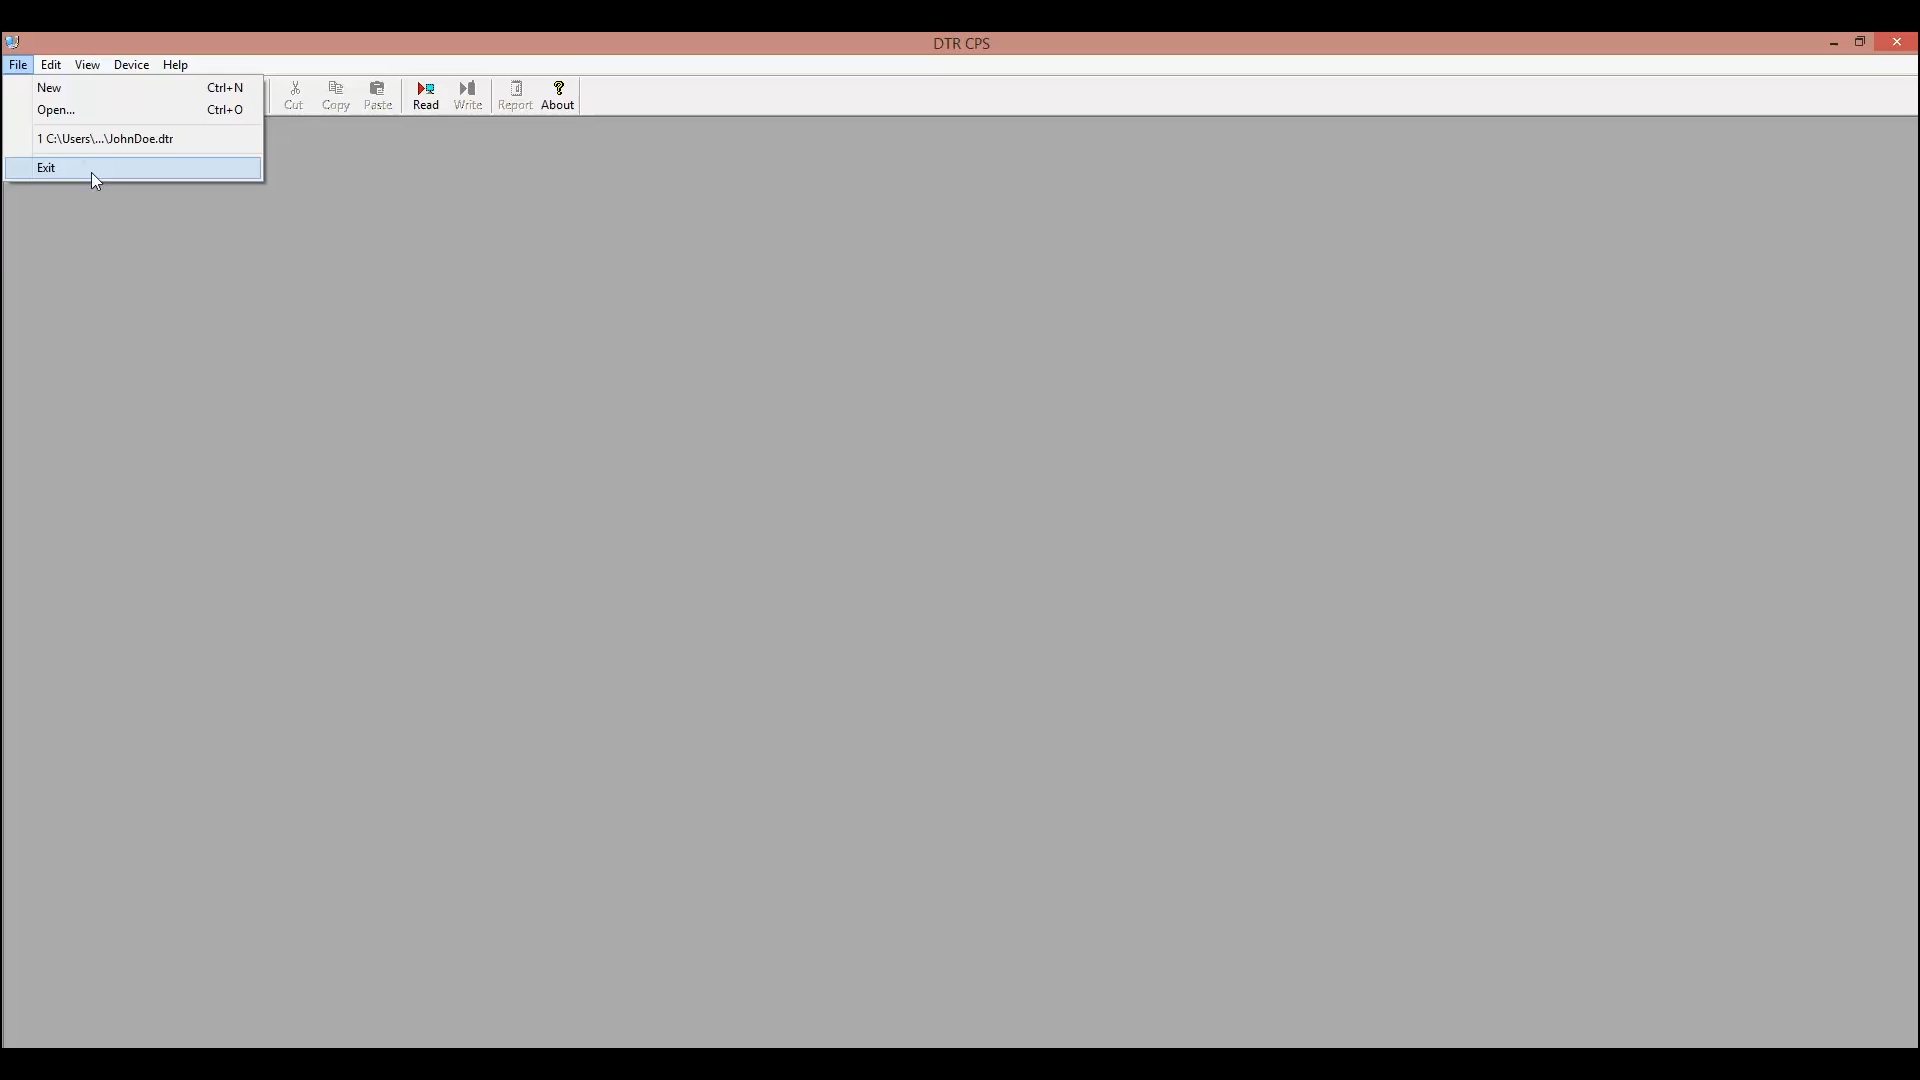 DTR CPS
File Edit View Device Help
Cut Copy Paste Read Write Report About
New Ctrl+N
Open... Ctrl+O
1 C:\Users\...\JohnDoe.dtr
Exit